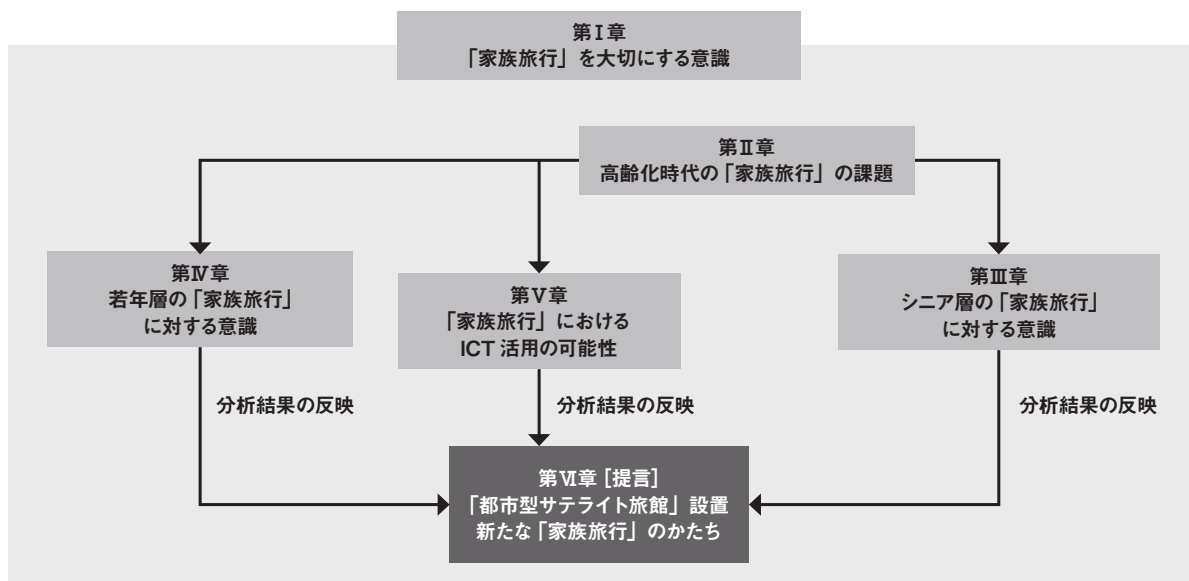 第Ⅰ章
「家族旅行」を大切にする意識
第Ⅱ章
高齢化時代の「家族旅行」の課題
第Ⅳ章
若年層の「家族旅行」
に対する意識
第Ⅴ章
「家族旅行」における
ICT 活用の可能性
第Ⅲ章
シニア層の「家族旅行」
に対する意識
分析結果の反映
分析結果の反映
分析結果の反映
第Ⅵ章［提言］
「都市型サテライト旅館」設置
新たな「家族旅行」のかたち